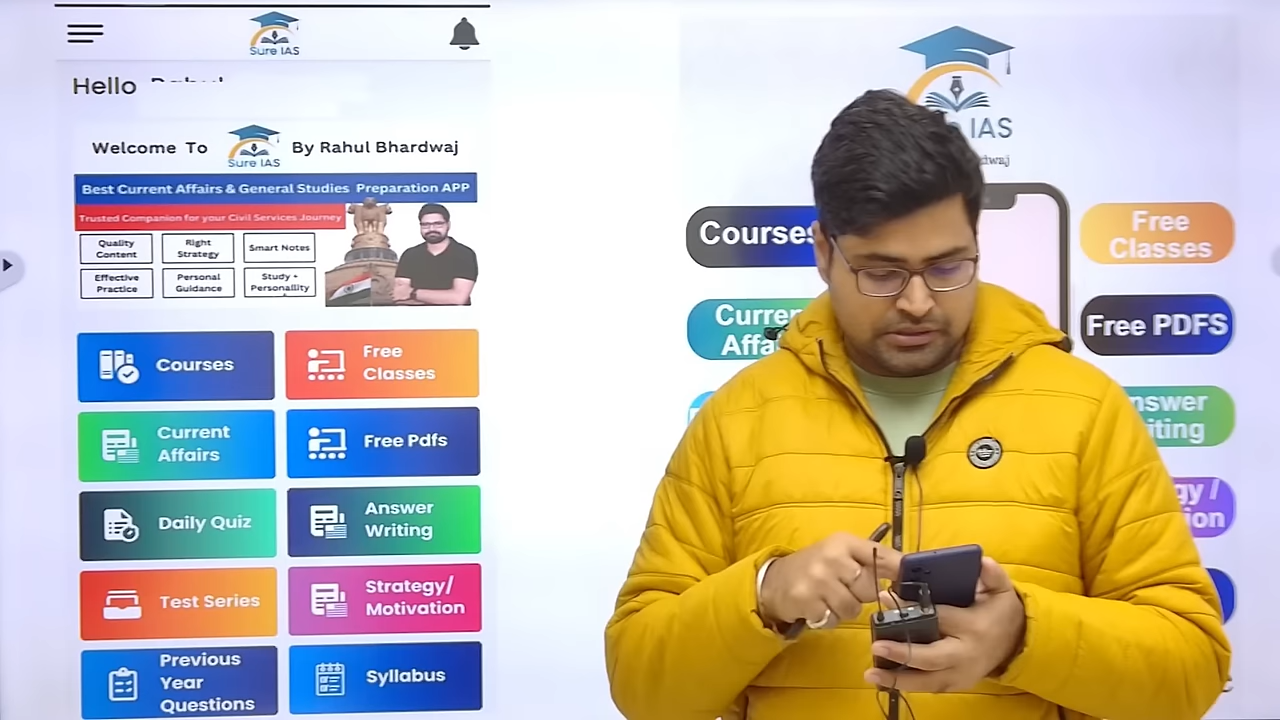 Sure IAS
Hello
Welcome To
Sure IAS
By Rahul Bhardwaj
Best Current Affairs & General Studies Preparation APP
Trusted Companion for your Civil Services Journey
Quality
Content
Right
Strategy
Smart Notes
Effective
Practice
Personal
Guidance
Study +
Personallity
Courses
Free
Classes
Current
Affairs
Free Pdfs
Daily Quiz
Answer
Writing
Test Series
Strategy/
Motivation
Previous
Year
Questions
Syllabus
IAS
Courses
Free
Classes
Free PDFS